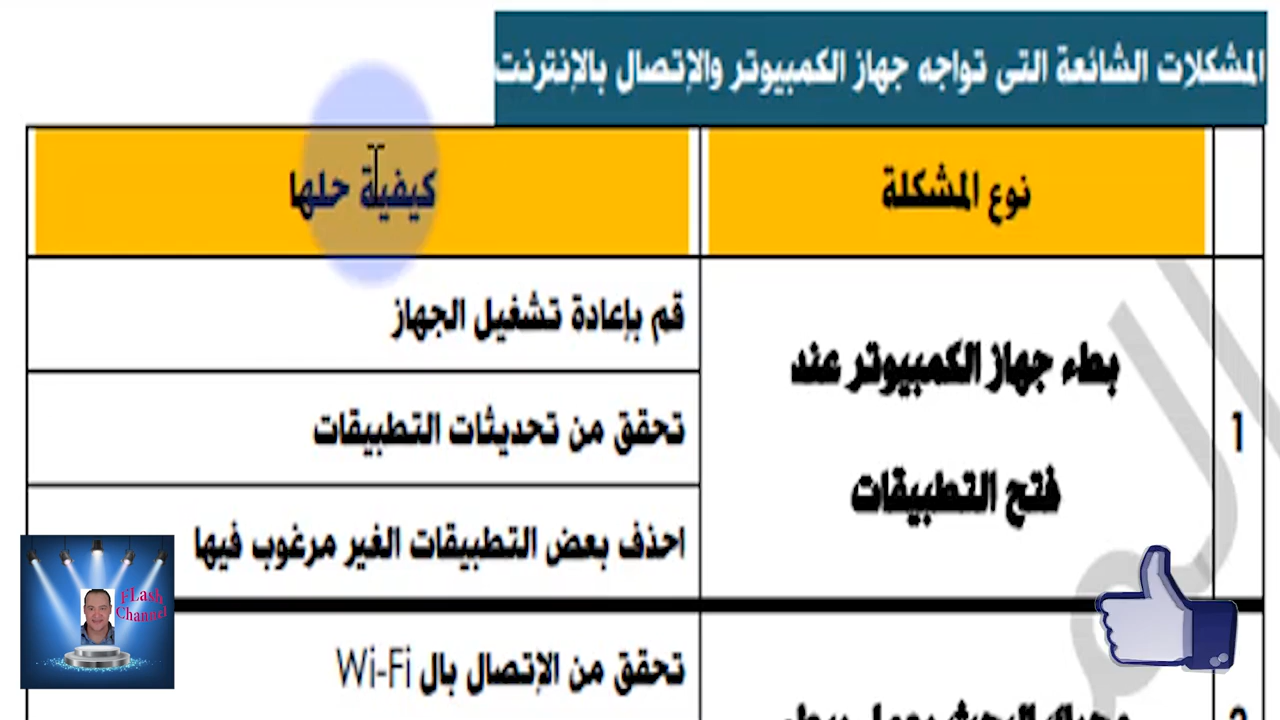 المشكلات الشائعة التى تواجه جهاز الكمبيوتر والإتصال بالإنترنت
نوع المشكلة
كيفية حلها
1
بطء جهاز الكمبيوتر عند
فتح التطبيقات
قم بإعادة تشغيل الجهاز
تحقق من تحديثات التطبيقات
احذف بعض التطبيقات الغير مرغوب فيها
تحقق من الإتصال بال Wi-Fi
FLash
Channel